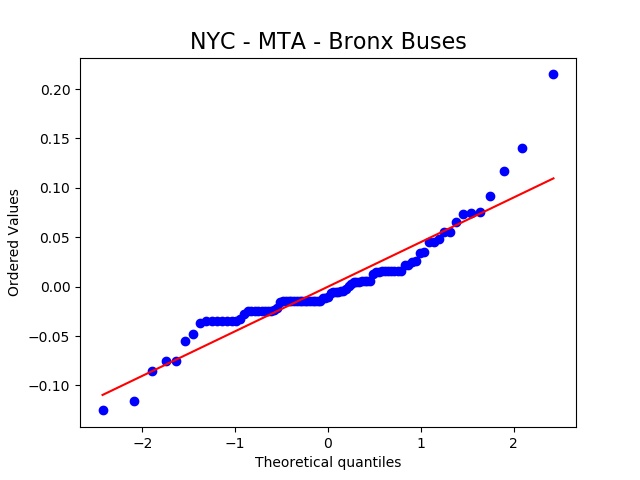 NYC - MTA - Bronx Buses
Ordered Values
0.20
0.15
0.10
0.05
0.00
−0.05
−0.10
−2 −1 0 1 2
Theoretical quantiles